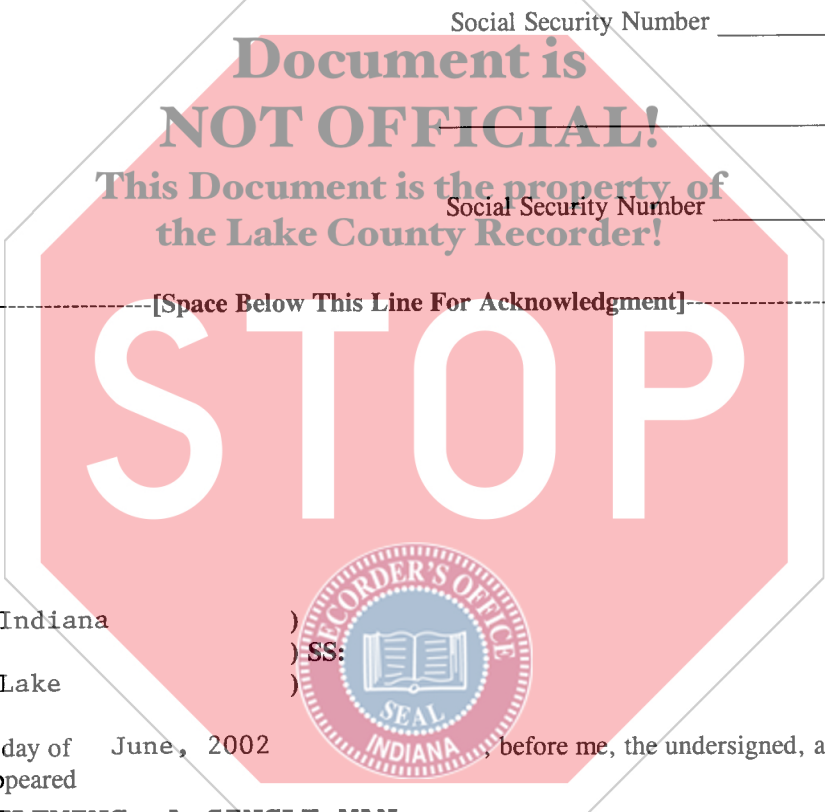 Social Security Number
Document is
NOT OFFICIAL!
This Document is the property of
Social Security Number
the Lake County Recorder!
[Space Below This Line For Acknowledgment]
STOP
Indiana )
) SS:
Lake )
RECORDER'S OFFICE
SEAL
INDIANA
day of June, 2002 , before me, the undersigned, a
ppeared